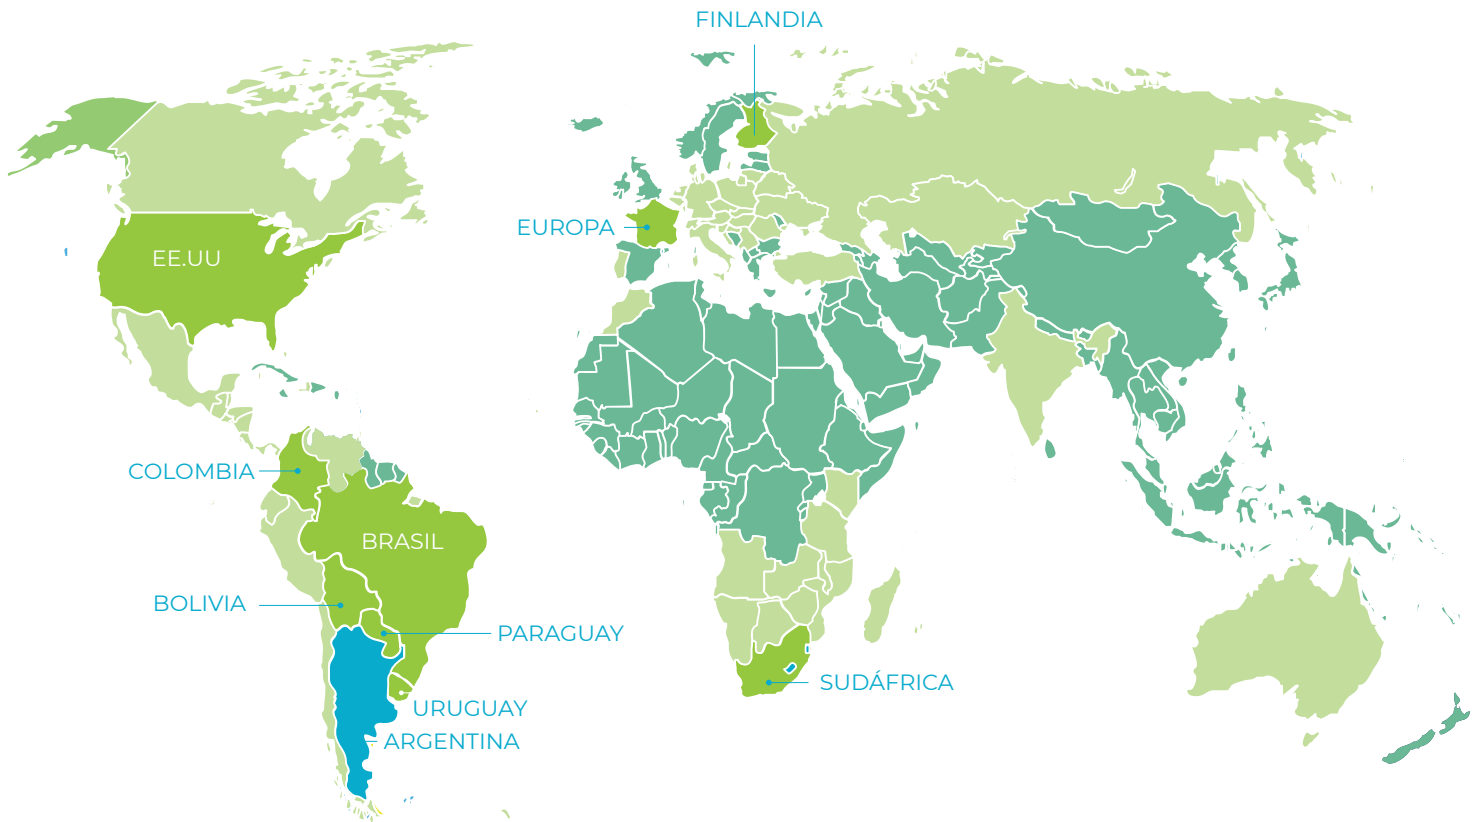 FINLANDIA
EUROPA
EE.UU
COLOMBIA
BRASIL
BOLIVIA
PARAGUAY
SUDÁFRICA
URUGUAY
ARGENTINA